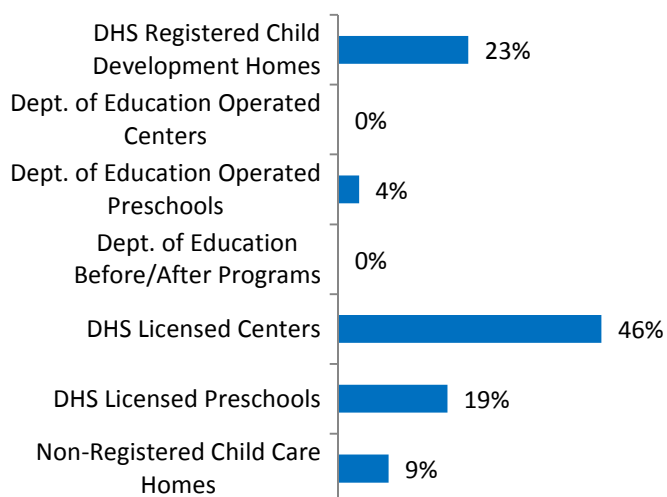 DHS Registered Child
Development Homes
23%
Dept. of Education Operated
Centers
0%
Dept. of Education Operated
Preschools
4%
Dept. of Education
Before/After Programs
0%
DHS Licensed Centers
46%
DHS Licensed Preschools
19%
Non-Registered Child Care
Homes
9%